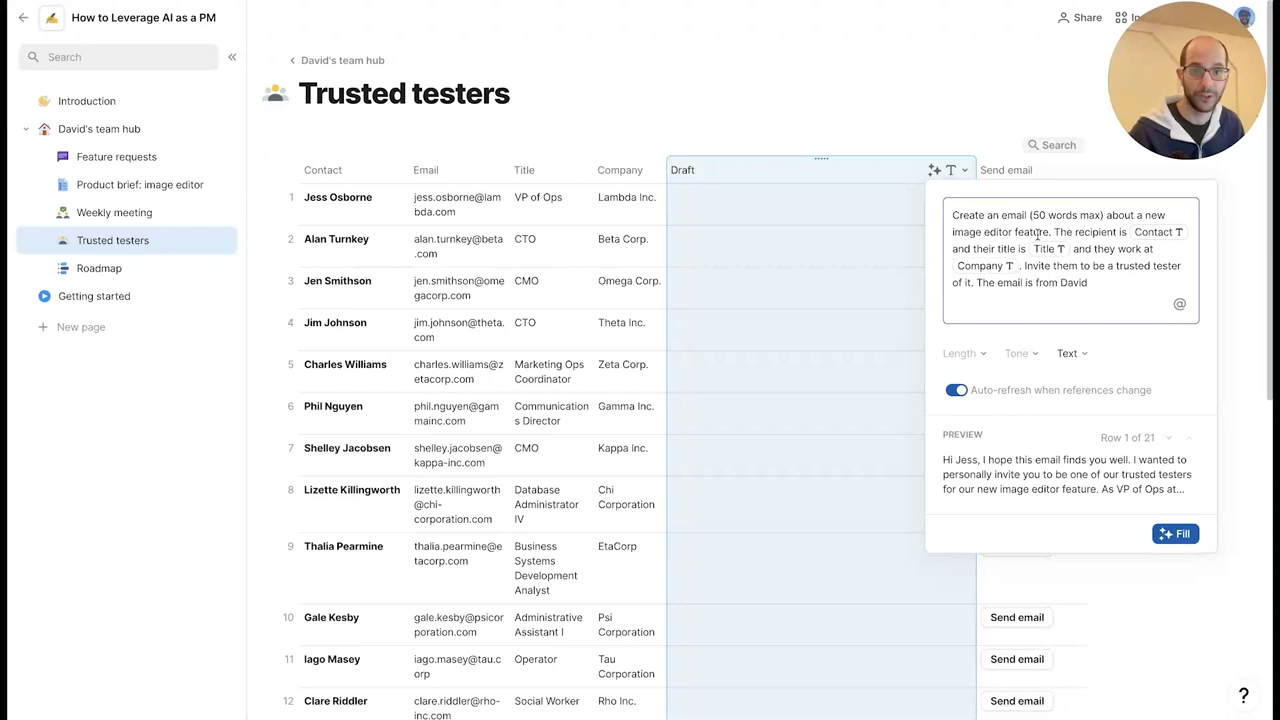 How to Leverage AI as a PM
Share
Search
Introduction
David's team hub
Feature requests
Product brief: image editor
Weekly meeting
Trusted testers
Roadmap
Getting started
New page
David's team hub
Trusted testers
Search
Contact Email Title Company Draft Send email
1 Jess Osborne jess.osborne@lam VP of Ops Lambda Inc.
bda.com
2 Alan Turnkey alan.turnkey@beta CTO Beta Corp.
.com
3 Jen Smithson jen.smithson@ome CMO Omega Corp.
gacorp.com
4 Jim Johnson jim.johnson@theta. CTO Theta Inc.
com
5 Charles Williams charles.williams@z Marketing Ops Zeta Corp.
etacorp.com Coordinator
6 Phil Nguyen phil.nguyen@gam Communication Gamma Inc.
mainc.com s Director
7 Shelley Jacobsen shelley.jacobsen@ CMO Kappa Inc.
kappa-inc.com
8 Lizette Killingworth lizette.killingworth Database Chi
@chi- Administrator Corporation
corporation.com IV
9 Thalia Pearmine thalia.pearmine@e Business EtaCorp
tacorp.com Systems
Development
Analyst
10 Gale Kesby gale.kesby@psicor Administrative Psi Send email
poration.com Assistant I Corporation
11 Iago Masey iago.masey@tau.c Operator Tau Send email
orp Corporation
12 Clare Riddler clare.riddler@rho- Social Worker Rho Inc. Send email
inc.com
Create an email (50 words max) about a new
image editor feature. The recipient is Contact
and their title is Title and they work at
Company . Invite them to be a trusted tester
of it. The email is from David
@
Length Tone Text
Auto-refresh when references change
PREVIEW Row 1 of 21
Hi Jess, I hope this email finds you well. I wanted to
personally invite you to be one of our trusted testers
for our new image editor feature. As VP of Ops at...
Fill
?